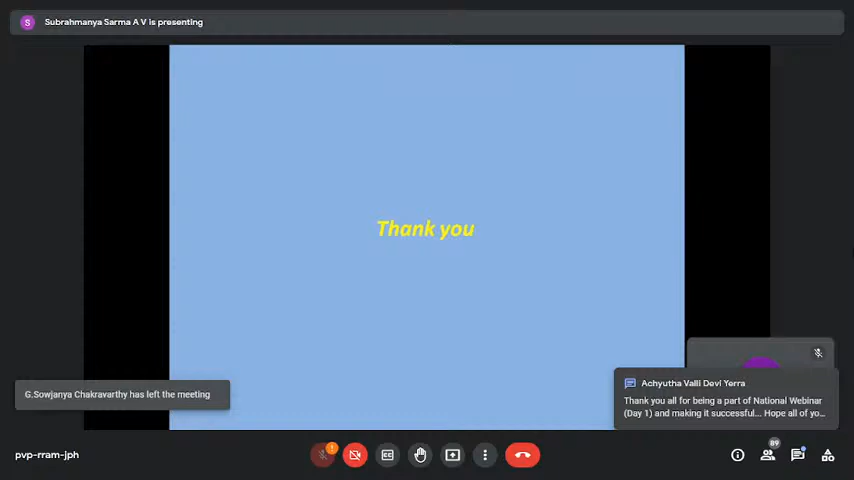 S Subrahmanya Sarma A V is presenting
Thank you
G.Sowjanya Chakravarthy has left the meeting
Achyutha Valli Devi Yerra
Thank you all for being a part of National Webinar
(Day 1) and making it successful... Hope all of yo...
pvp-rram-jph
!
CC
89